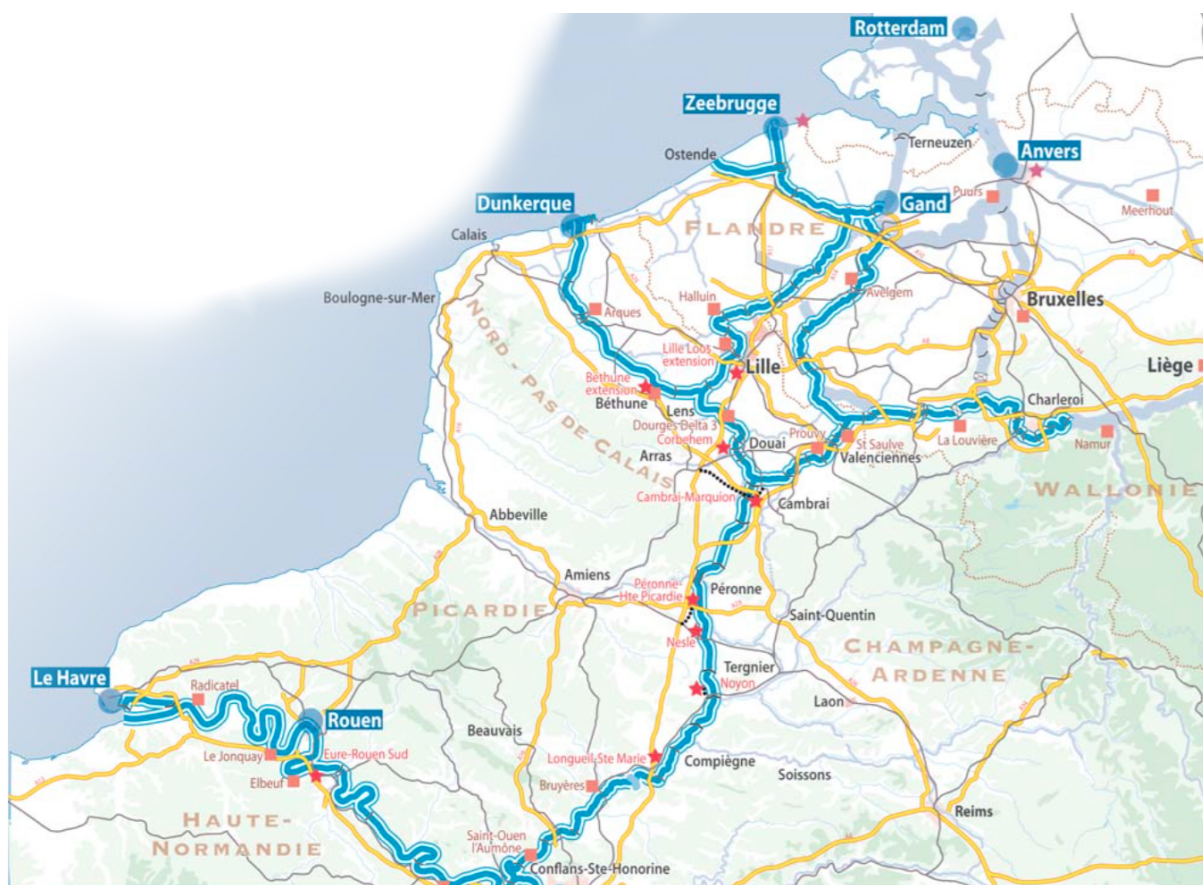 Rotterdam
Zeebrugge
Terneuzen
Anvers
Ostende
Puurs
Meerhout
Dunkerque
Gand
FLANDRE
Calais
Boulogne-sur-Mer
Arques
Halluin
Avelgem
Bruxelles
NORD - PAS DE CALAIS
Lille Loos
extension
Lille
Liège
Béthune
extension
Béthune
Lens
Dourges Delta 3
Corbehem
Douai
Prouvy
St Saulve
Valenciennes
La Louvière
Charleroi
Namur
Arras
Cambrai-Marquion
Cambrai
WALLONIE
Abbeville
Amiens
PICARDIE
Péronne-
Hte Picardie
Péronne
Saint-Quentin
Nesle
CHAMPAGNE-
ARDENNE
Tergnier
Noyon
Laon
Le Havre
Radicatel
Rouen
Beauvais
Le Jonquay
Eure-Rouen Sud
Elbeuf
Longueil-Ste Marie
Compiègne
Soissons
Bruyères
Reims
HAUTE-
NORMANDIE
Saint-Ouen
l'Aumône
Conflans-Ste-Honorine